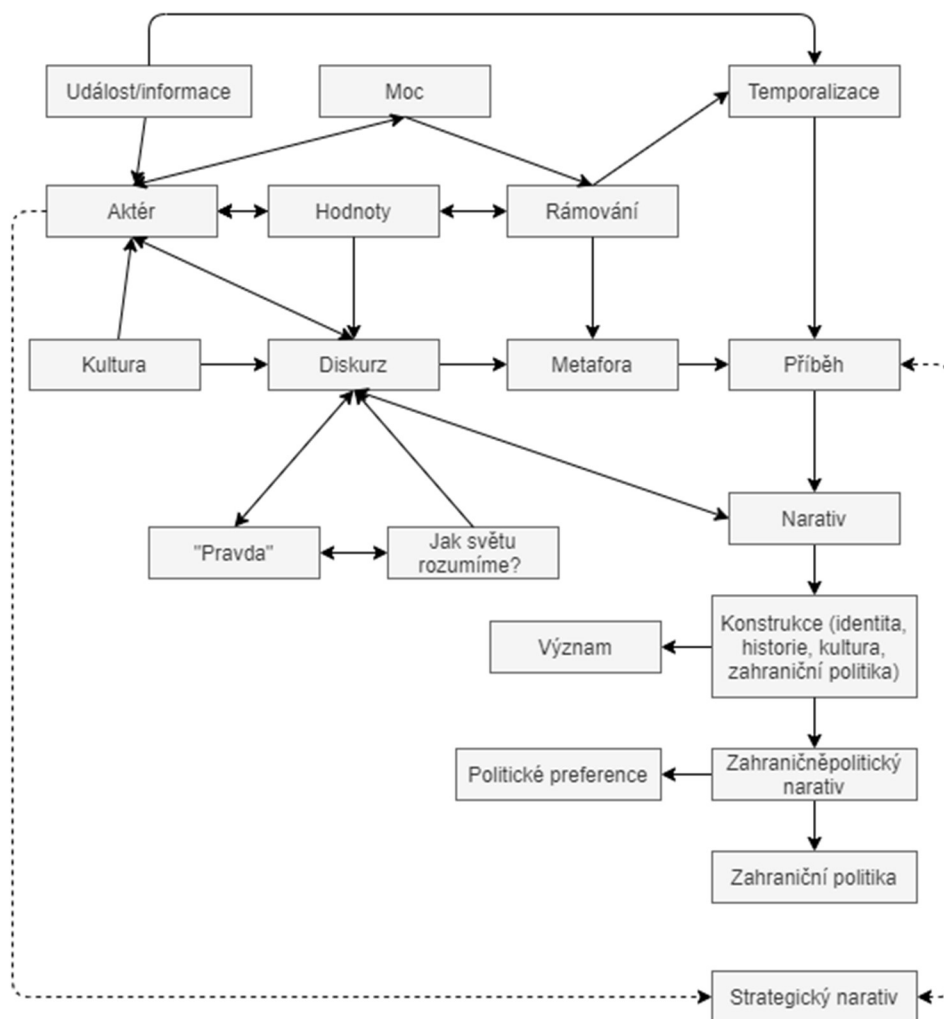 Událost/informace
Moc
Temporalizace
Aktér
Hodnoty
Rámování
Kultura
Diskurz
Metafora
Příběh
Narativ
"Pravda"
Jak světu
rozumíme?
Konstrukce (identita,
historie, kultura,
zahraniční politika)
Význam
Politické preference
Zahraničněpolitický
narativ
Zahraniční politika
Strategický narativ